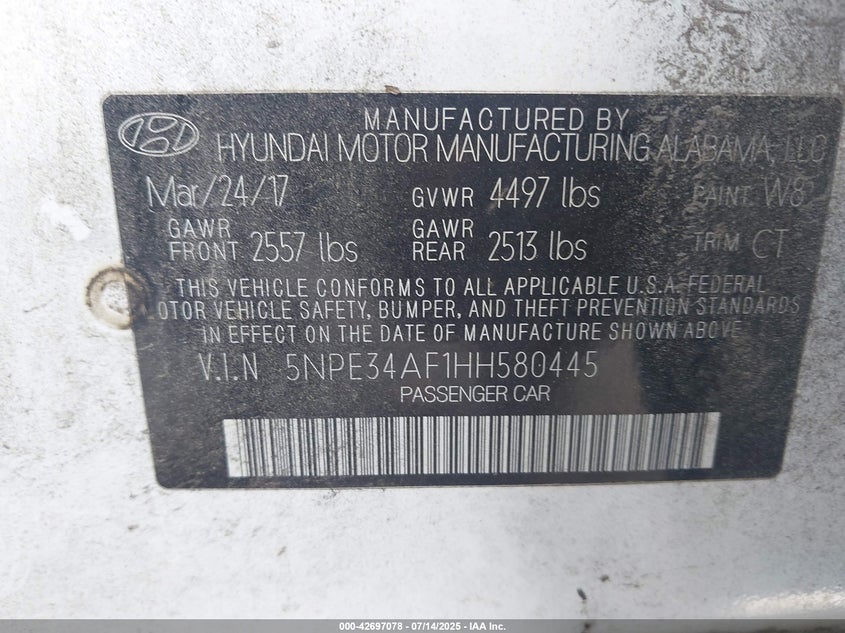 MANUFACTURED BY
HYUNDAI MOTOR MANUFACTURING ALABAMA, LLC
Mar/24/17 GVWR 4497 lbs PAINT W8
GAWR FRONT 2557 lbs GAWR REAR 2513 lbs TRIM CT
THIS VEHICLE CONFORMS TO ALL APPLICABLE U.S.A. FEDERAL
MOTOR VEHICLE SAFETY, BUMPER, AND THEFT PREVENTION STANDARDS
IN EFFECT ON THE DATE OF MANUFACTURE SHOWN ABOVE
V.I.N 5NPE34AF1HH580445
PASSENGER CAR
000-42697078 - 07/14/2025 - IAA Inc.